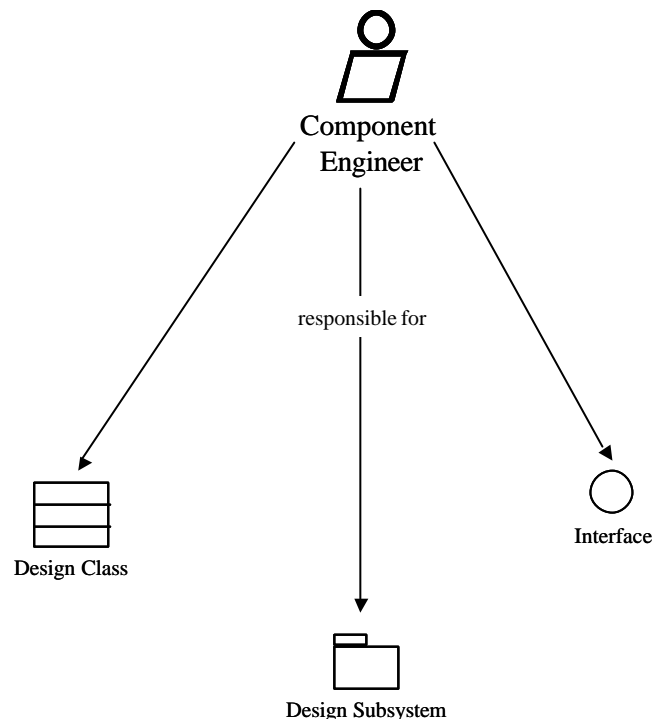 Component
Engineer
responsible for
Design Class
Interface
Design Subsystem